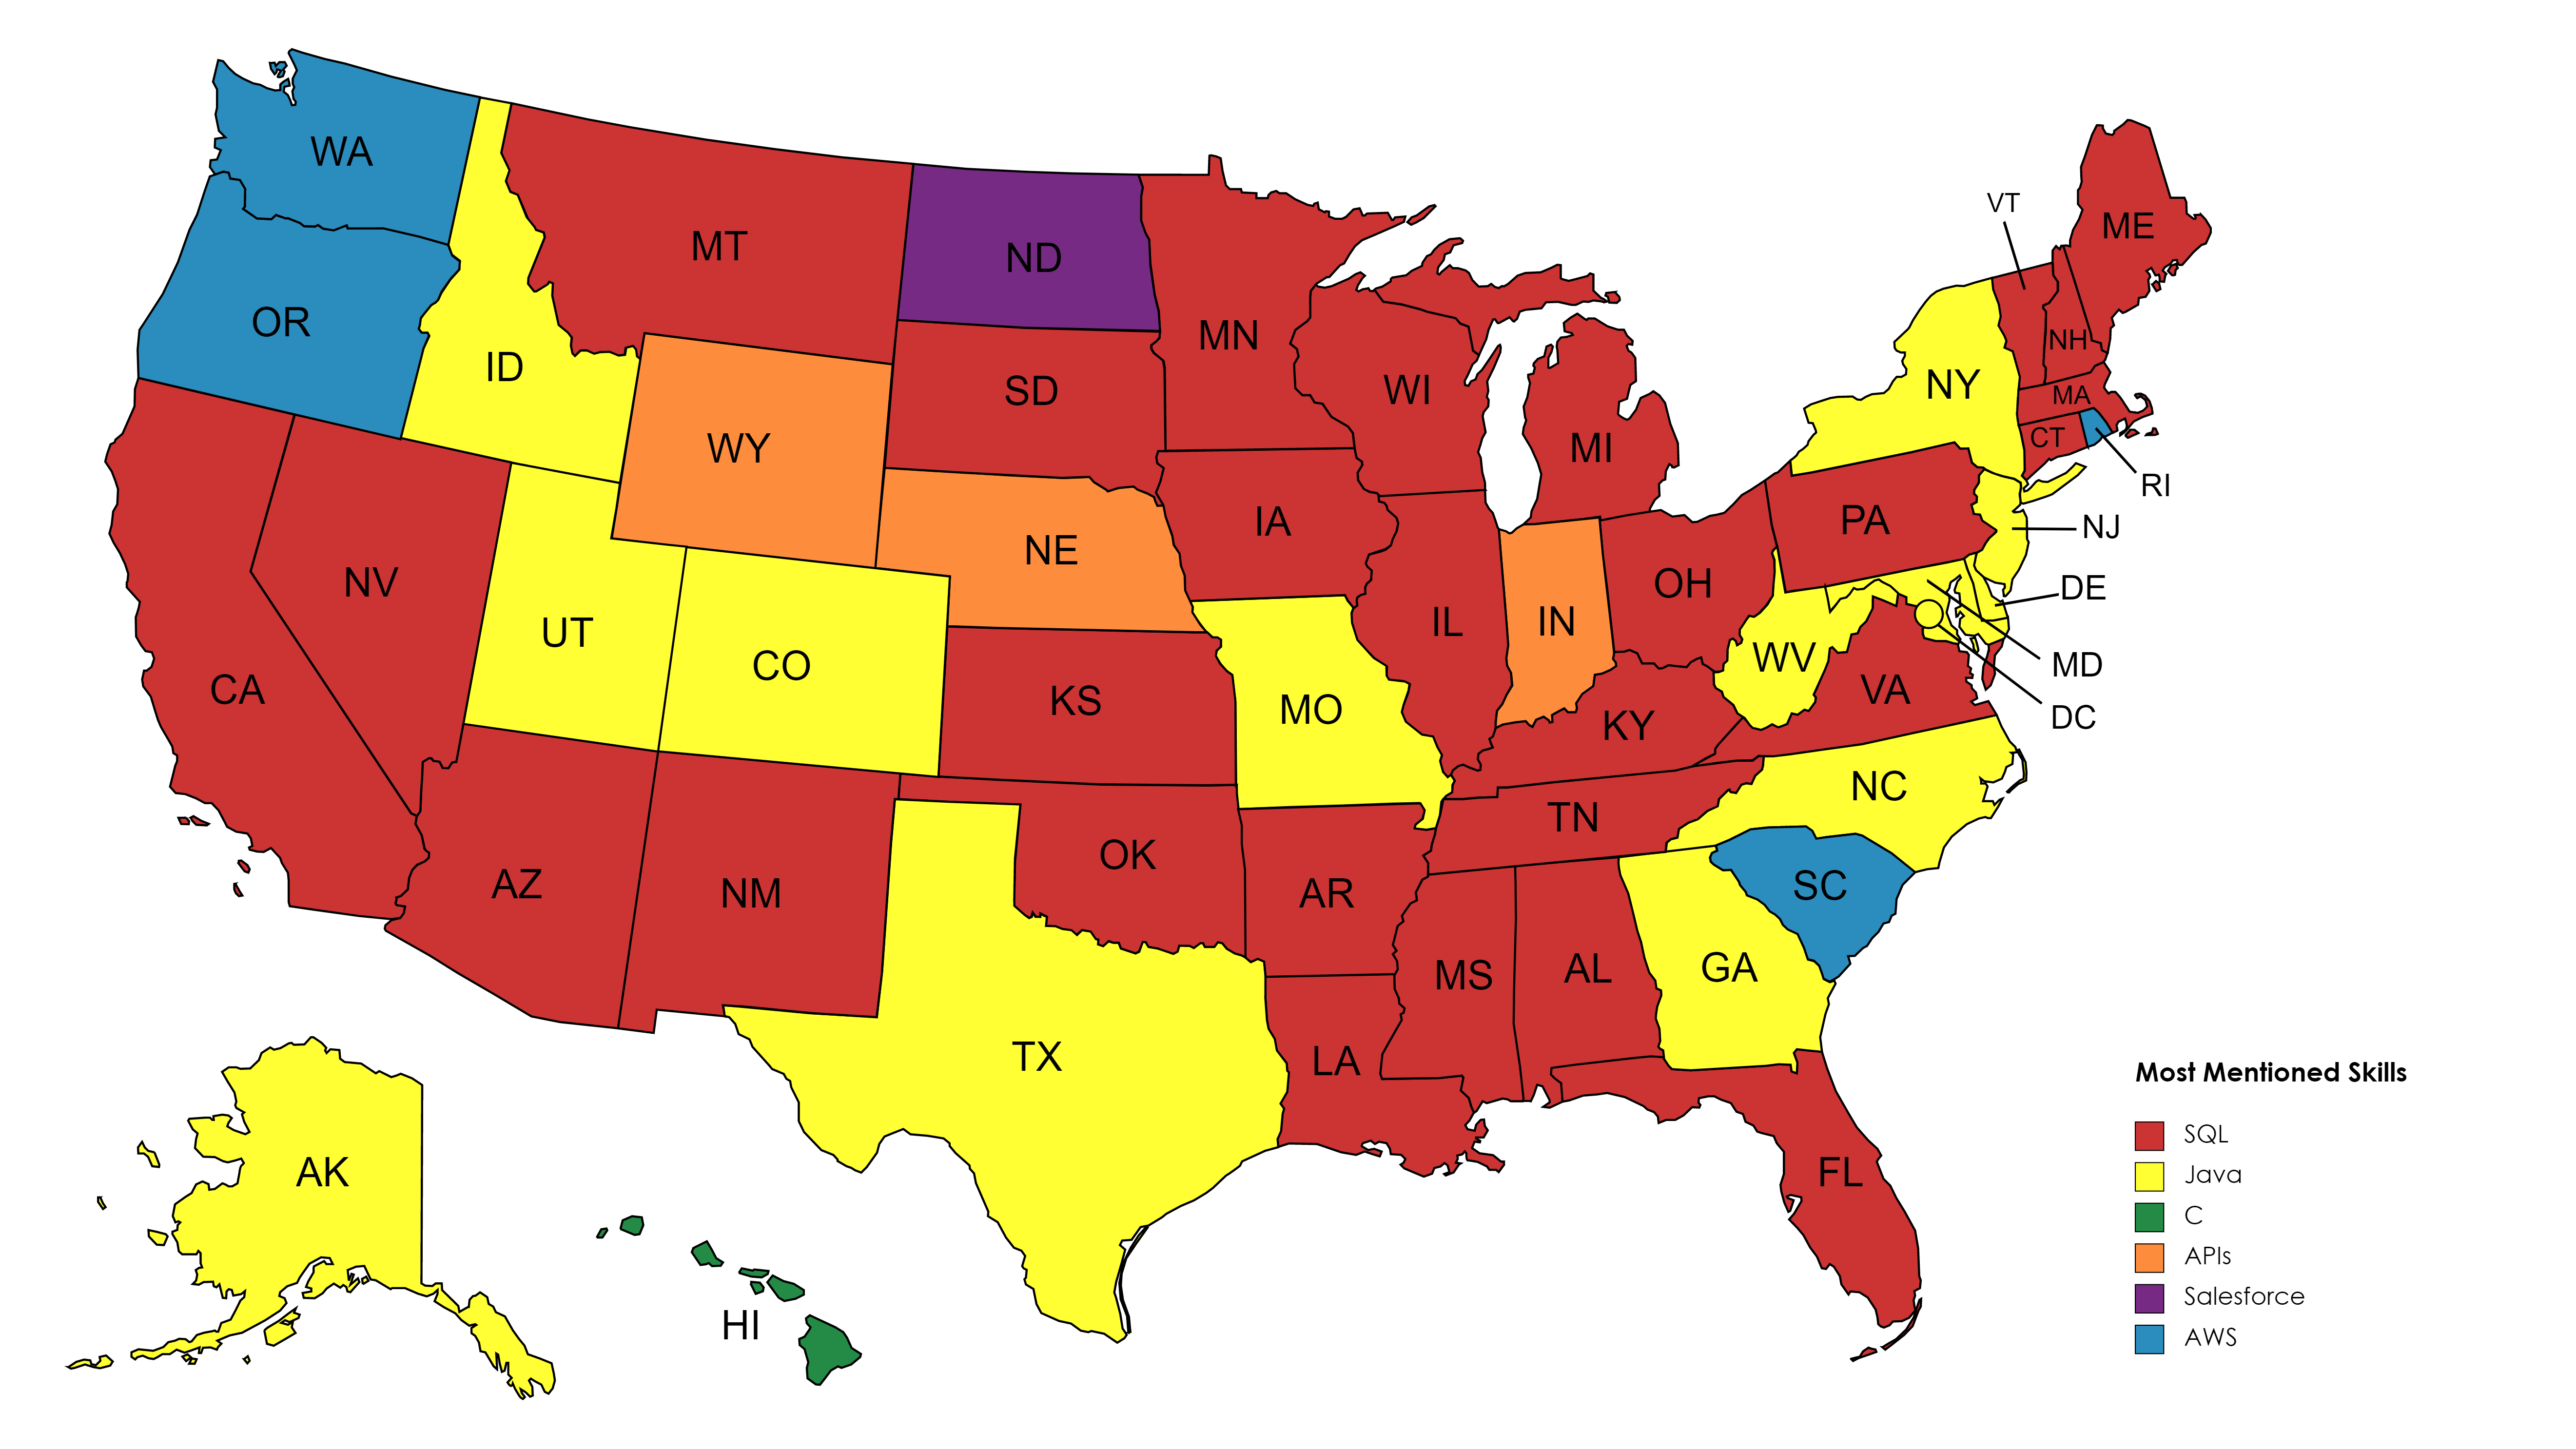 WA
VT
ME
MT
ND
OR
MN
NH
ID
SD
WI
NY
MA
WY
MI
CT
RI
IA
PA
NJ
NE
NV
OH
DE
UT
IL
IN
CO
WV
MD
CA
KS
MO
KY
VA
DC
NC
TN
OK
AZ
NM
AR
SC
MS
AL
GA
TX
LA
AK
FL
HI
Most Mentioned Skills
SQL
Java
C
APIs
Salesforce
AWS